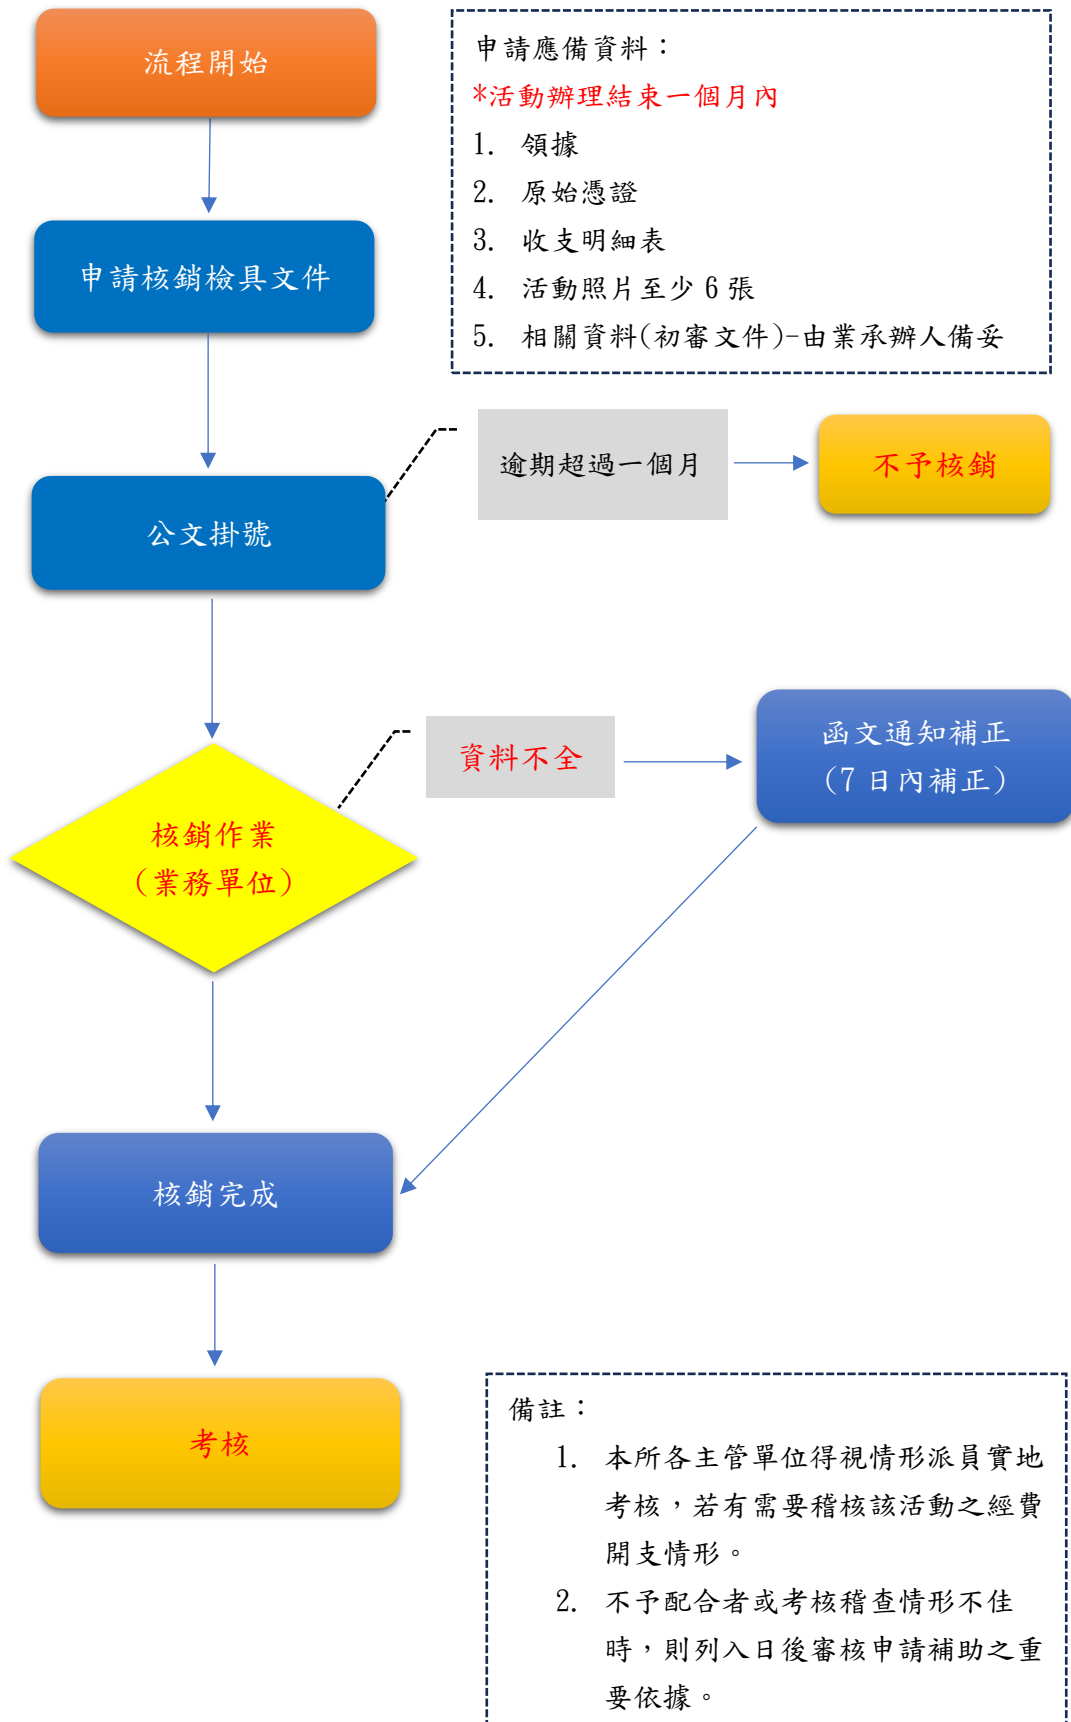 流程開始
申請應備資料：
*活動辦理結束一個月內
1. 領據
2. 原始憑證
3. 收支明細表
4. 活動照片至少 6 張
5. 相關資料(初審文件)-由業承辦人備妥
申請核銷檢具文件
逾期超過一個月
不予核銷
公文掛號
資料不全
函文通知補正
（7 日內補正）
核銷作業
（業務單位）
核銷完成
考核
備註：
1. 本所各主管單位得視情形派員實地
考核，若有需要稽核該活動之經費
開支情形。
2. 不予配合者或考核稽查情形不佳
時，則列入日後審核申請補助之重
要依據。